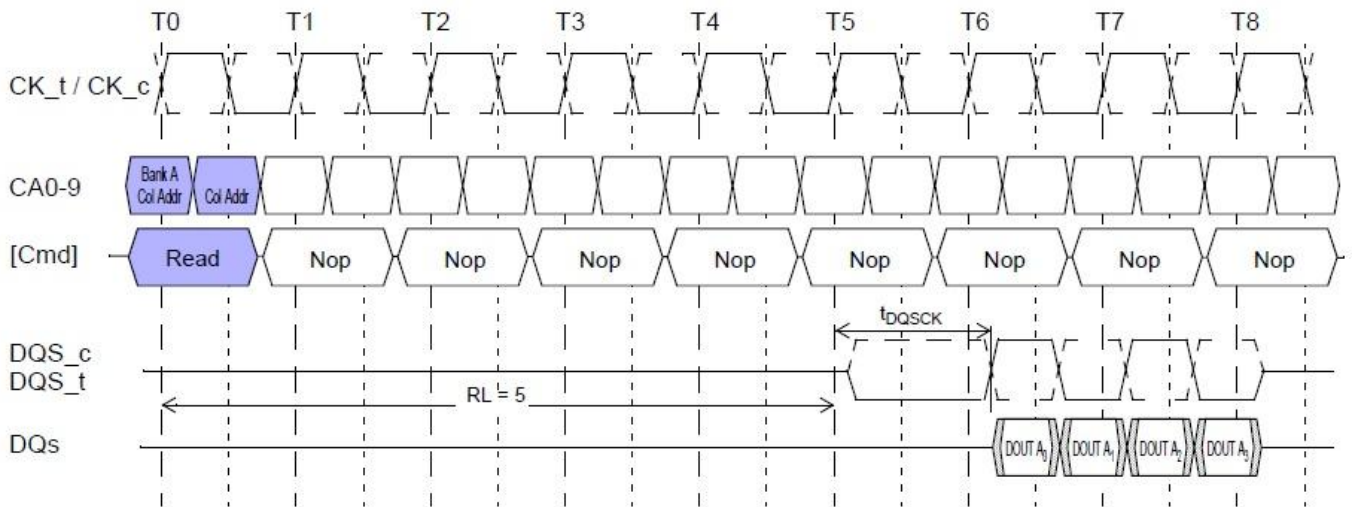 T0 T1 T2 T3 T4 T5 T6 T7 T8
CK_t / CK_c
CA0-9
Bank A
Col Addr
Col Addr
[Cmd]
Read Nop Nop Nop Nop Nop Nop Nop Nop
tDQSCK
DQS_c
DQS_t
RL = 5
DQs
DOUT A0 DOUT A1 DOUT A2 DOUT A3